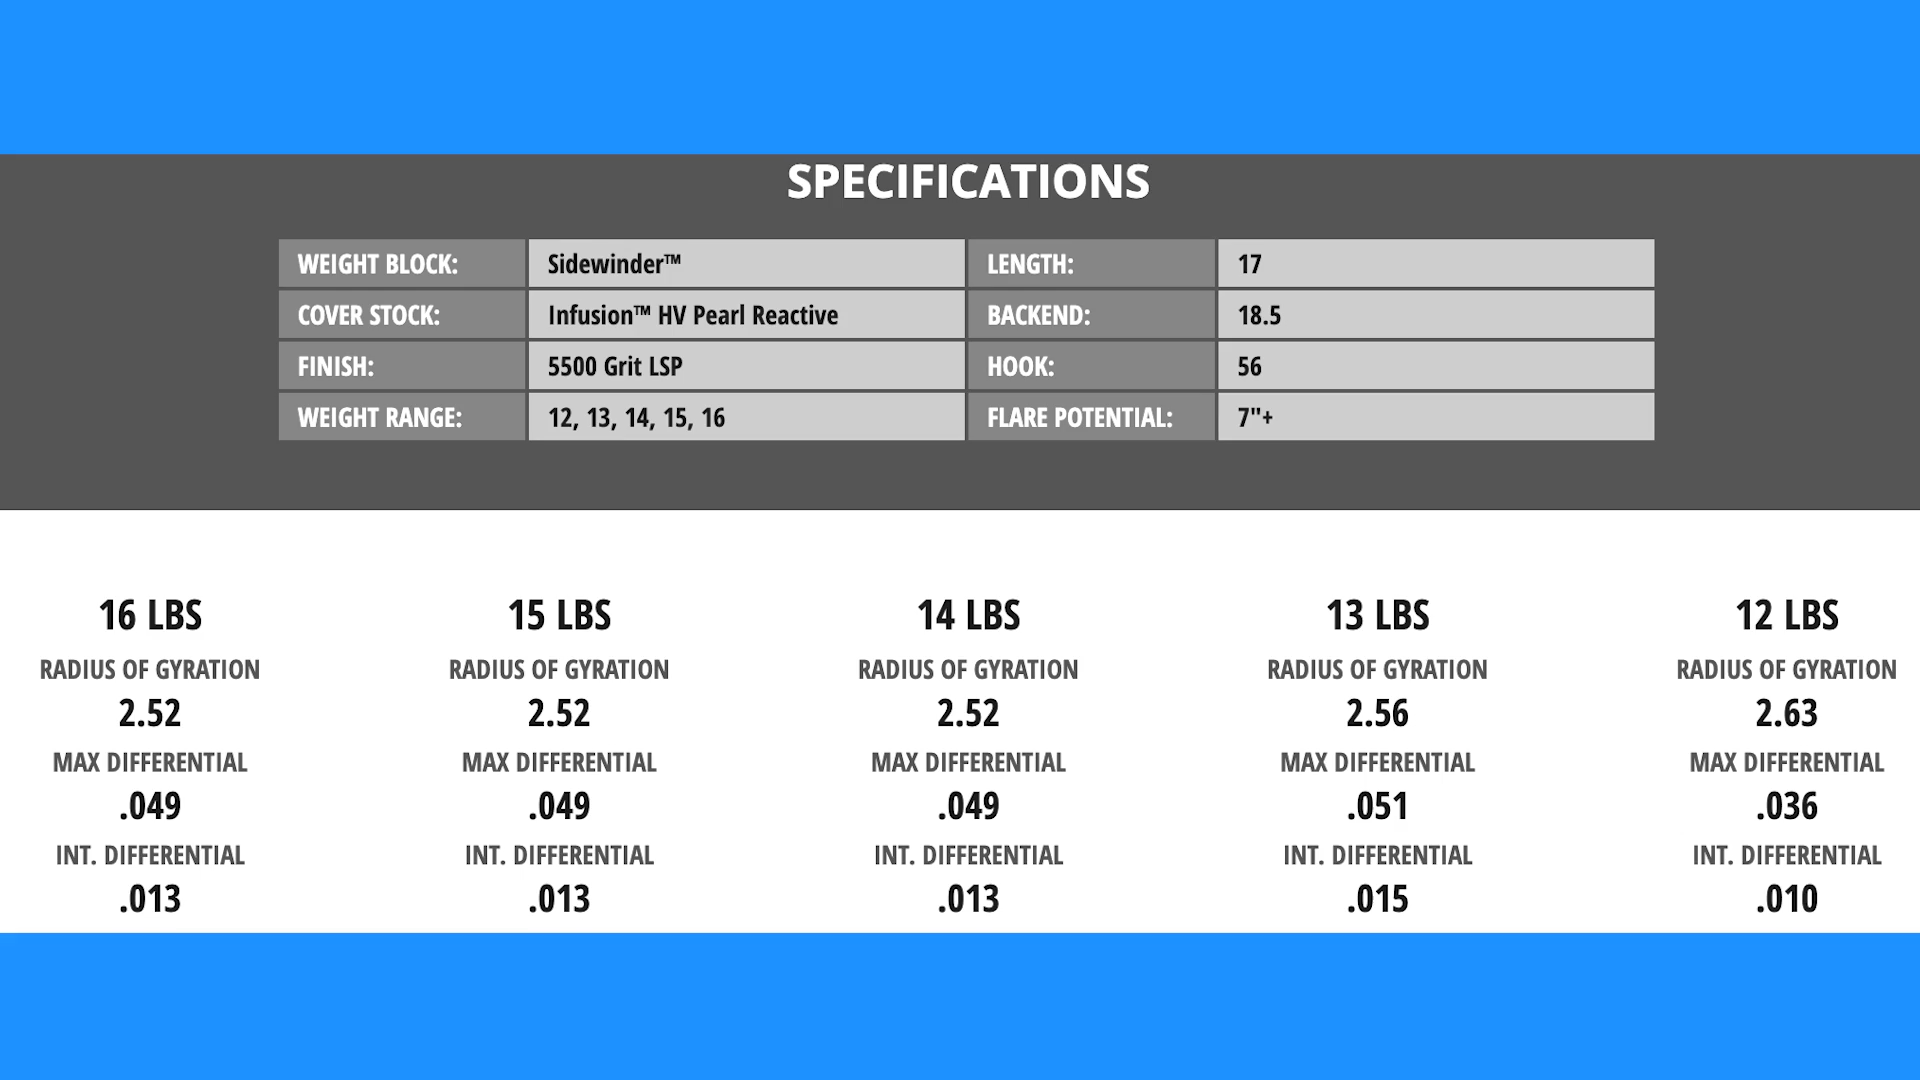 SPECIFICATIONS
WEIGHT BLOCK: Sidewinder™ LENGTH: 17
COVER STOCK: Infusion™ HV Pearl Reactive BACKEND: 18.5
FINISH: 5500 Grit LSP HOOK: 56
WEIGHT RANGE: 12, 13, 14, 15, 16 FLARE POTENTIAL: 7"+
16 LBS 15 LBS 14 LBS 13 LBS 12 LBS
RADIUS OF GYRATION RADIUS OF GYRATION RADIUS OF GYRATION RADIUS OF GYRATION RADIUS OF GYRATION
2.52 2.52 2.52 2.56 2.63
MAX DIFFERENTIAL MAX DIFFERENTIAL MAX DIFFERENTIAL MAX DIFFERENTIAL MAX DIFFERENTIAL
.049 .049 .049 .051 .036
INT. DIFFERENTIAL INT. DIFFERENTIAL INT. DIFFERENTIAL INT. DIFFERENTIAL INT. DIFFERENTIAL
.013 .013 .013 .015 .010